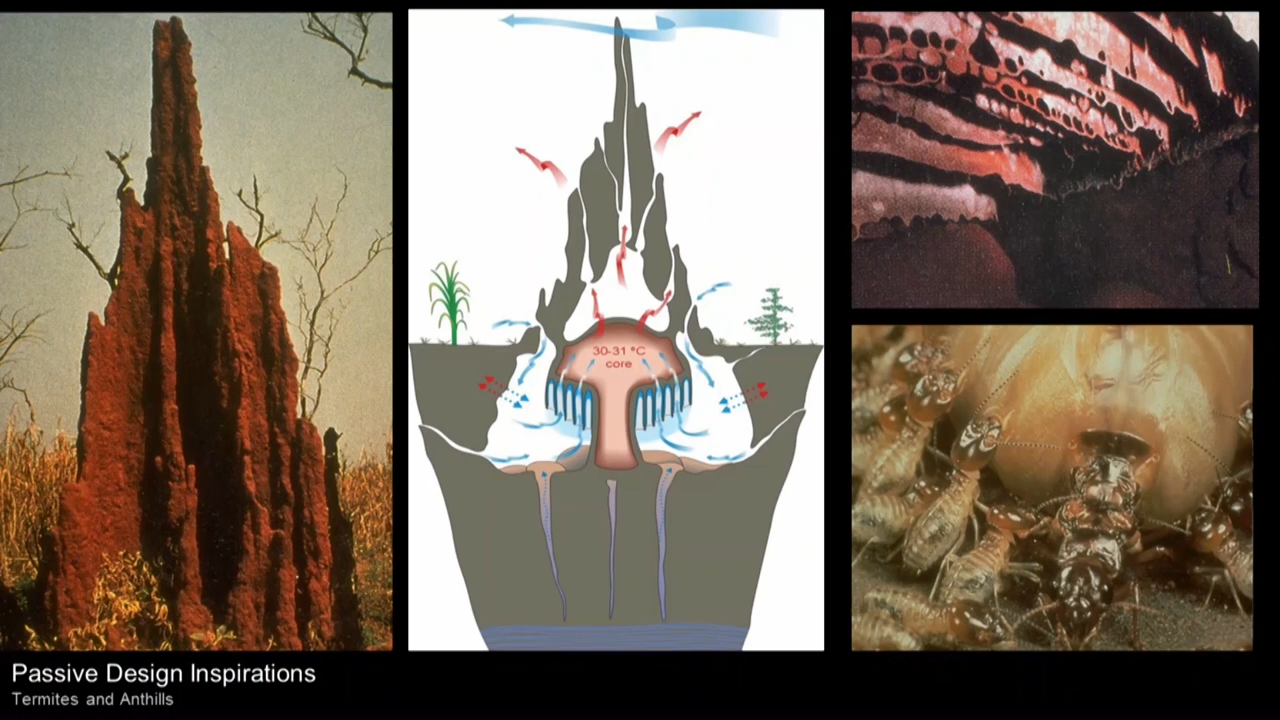 30-31 °C
core
Passive Design Inspirations
Termites and Anthills